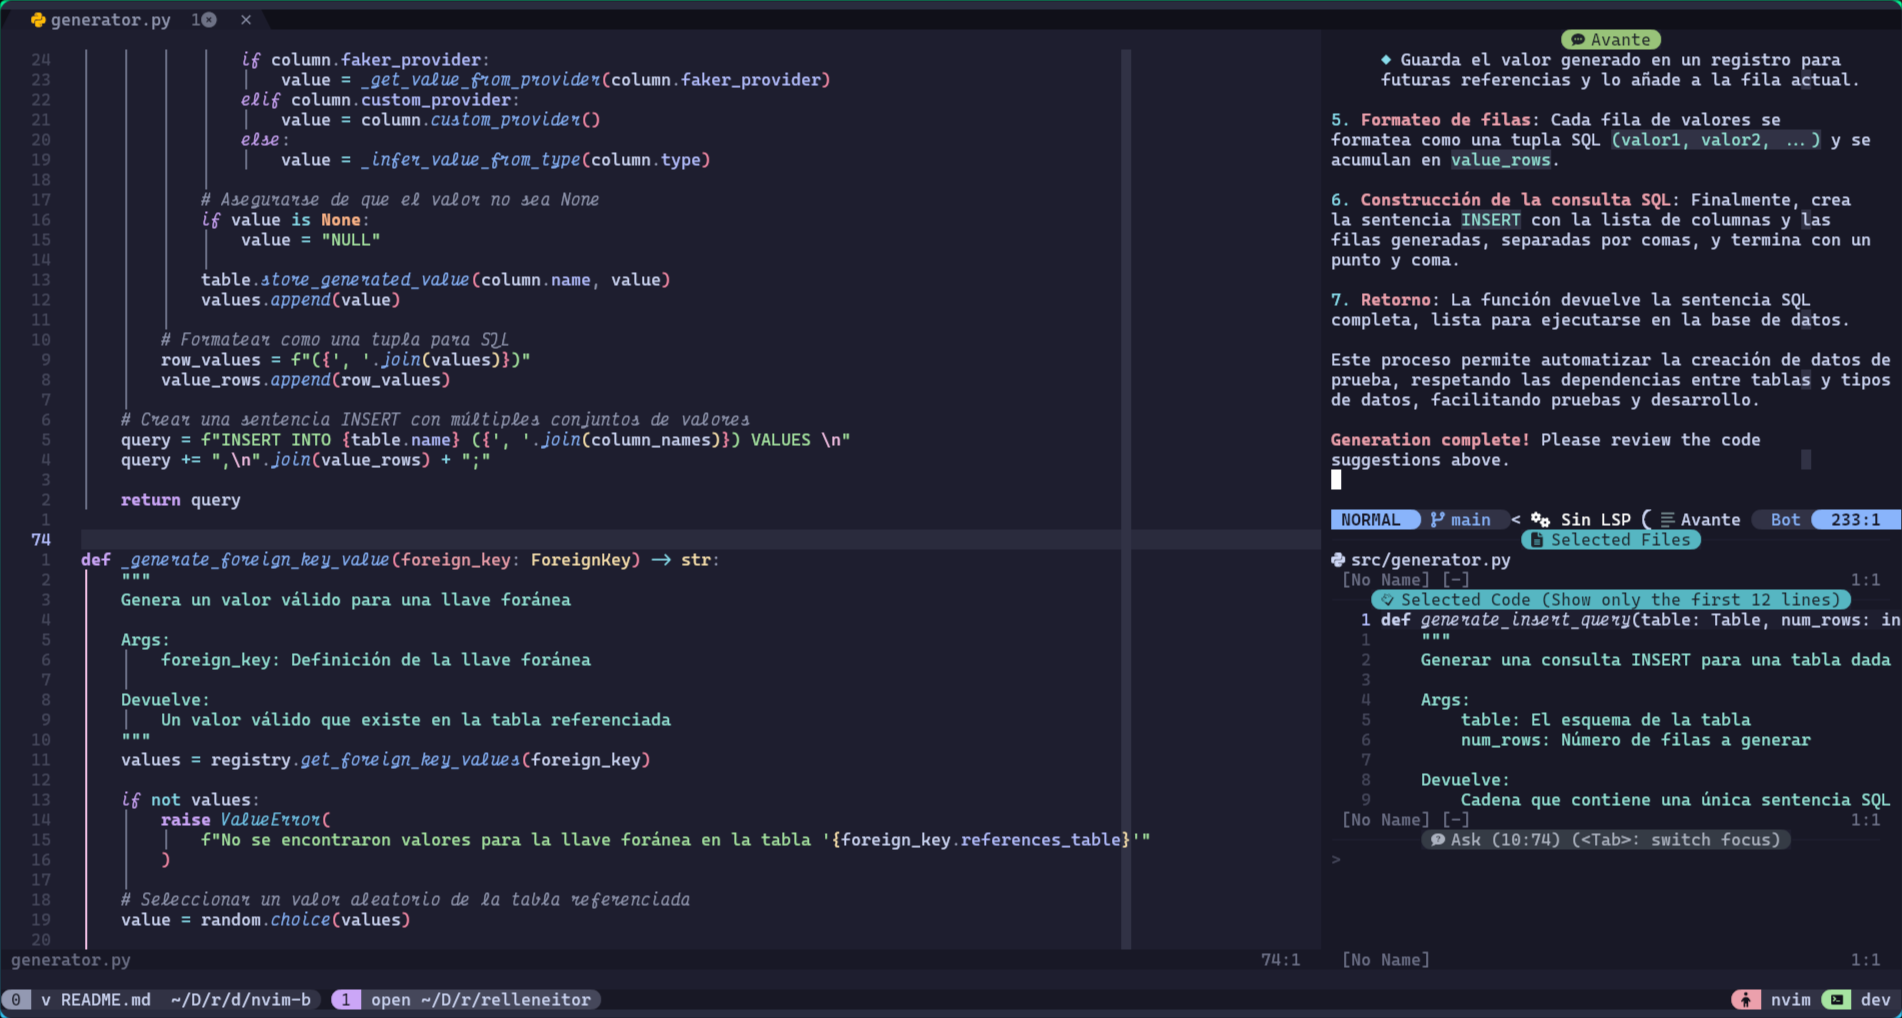 generator.py 1 ×
24 if column.faker_provider:
23 value = _get_value_from_provider(column.faker_provider)
22 elif column.custom_provider:
21 value = column.custom_provider()
20 else:
19 value = _infer_value_from_type(column.type)
18
17 # Asegurarse de que el valor no sea None
16 if value is None:
15 value = "NULL"
14
13 table.store_generated_value(column.name, value)
12 values.append(value)
11
10 # Formatear como una tupla para SQL
9 row_values = f"({', '.join(values)})"
8 value_rows.append(row_values)
7
6 # Crear una sentencia INSERT con múltiples conjuntos de valores
5 query = f"INSERT INTO {table.name} ({', '.join(column_names)}) VALUES \n"
4 query += ",\n".join(value_rows) + ";"
3
2 return query
1
74
1 def _generate_foreign_key_value(foreign_key: ForeignKey) -> str:
2 """
3 Genera un valor válido para una llave foránea
4
5 Args:
6 foreign_key: Definición de la llave foránea
7
8 Devuelve:
9 Un valor válido que existe en la tabla referenciada
10 """
11 values = registry.get_foreign_key_values(foreign_key)
12
13 if not values:
14 raise ValueError(
15 f"No se encontraron valores para la llave foránea en la tabla '{foreign_key.references_table}'"
16 )
17
18 # Seleccionar un valor aleatorio de la tabla referenciada
19 value = random.choice(values)
20
generator.py 74:1
Avante
◆ Guarda el valor generado en un registro para
futuras referencias y lo añade a la fila actual.
5. Formateo de filas: Cada fila de valores se
formatea como una tupla SQL (valor1, valor2, ...) y se
acumulan en value_rows.
6. Construcción de la consulta SQL: Finalmente, crea
la sentencia INSERT con la lista de columnas y las
filas generadas, separadas por comas, y termina con un
punto y coma.
7. Retorno: La función devuelve la sentencia SQL
completa, lista para ejecutarse en la base de datos.
Este proceso permite automatizar la creación de datos de
prueba, respetando las dependencias entre tablas y tipos
de datos, facilitando pruebas y desarrollo.
Generation complete! Please review the code
suggestions above.
NORMAL main < Sin LSP ( Avante Bot 233:1
Selected Files
src/generator.py
[No Name] [-] 1:1
Selected Code (Show only the first 12 lines)
1 def generate_insert_query(table: Table, num_rows: in
1 """
2 Generar una consulta INSERT para una tabla dada
3
4 Args:
5 table: El esquema de la tabla
6 num_rows: Número de filas a generar
7
8 Devuelve:
9 Cadena que contiene una única sentencia SQL
[No Name] [-] 1:1
Ask (10:74) (<Tab>: switch focus)
>
[No Name] 1:1
0 v README.md ~/D/r/d/nvim-b 1 open ~/D/r/relleneitor
nvim dev